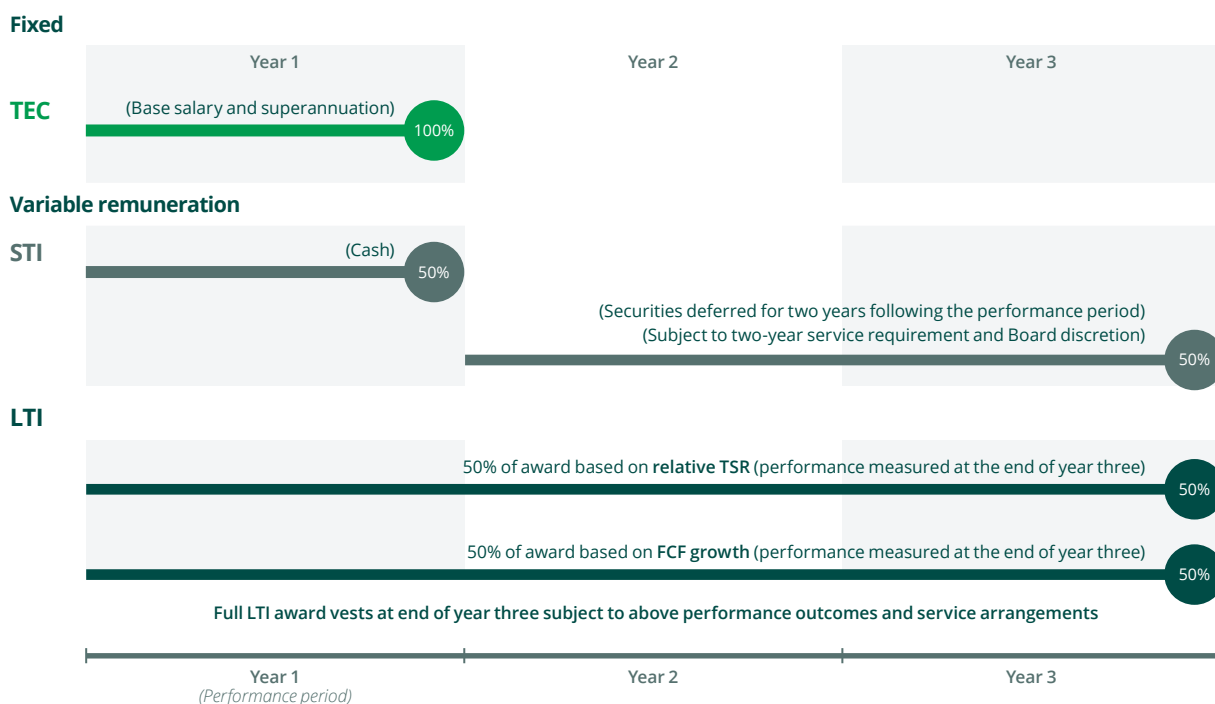 Fixed
Year 1
Year 2
Year 3
TEC
(Base salary and superannuation)
100%
Variable remuneration
STI
(Cash)
50%
(Securities deferred for two years following the performance period)
(Subject to two-year service requirement and Board discretion)
50%
LTI
50% of award based on relative TSR (performance measured at the end of year three)
50%
50% of award based on FCF growth (performance measured at the end of year three)
50%
Full LTI award vests at end of year three subject to above performance outcomes and service arrangements
Year 1
Year 2
Year 3
(Performance period)